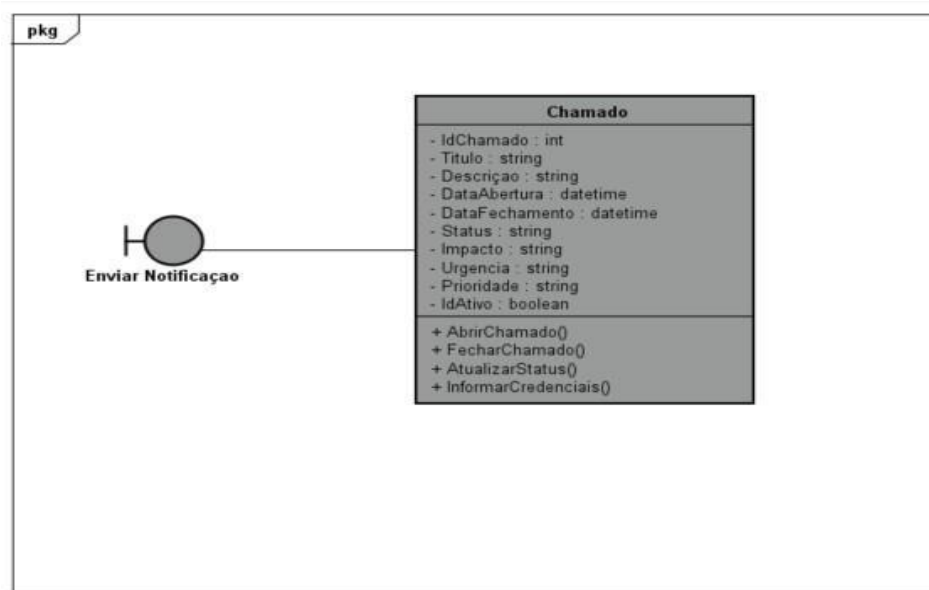 pkg
Chamado
- IdChamado : int
- Titulo : string
- Descriçao : string
- DataAbertura : datetime
- DataFechamento : datetime
- Status : string
- Impacto : string
- Urgencia : string
- Prioridade : string
- IdAtivo : boolean
+ AbrirChamado()
+ FecharChamado()
+ AtualizarStatus()
+ InformarCredenciais()
Enviar Notificaçao